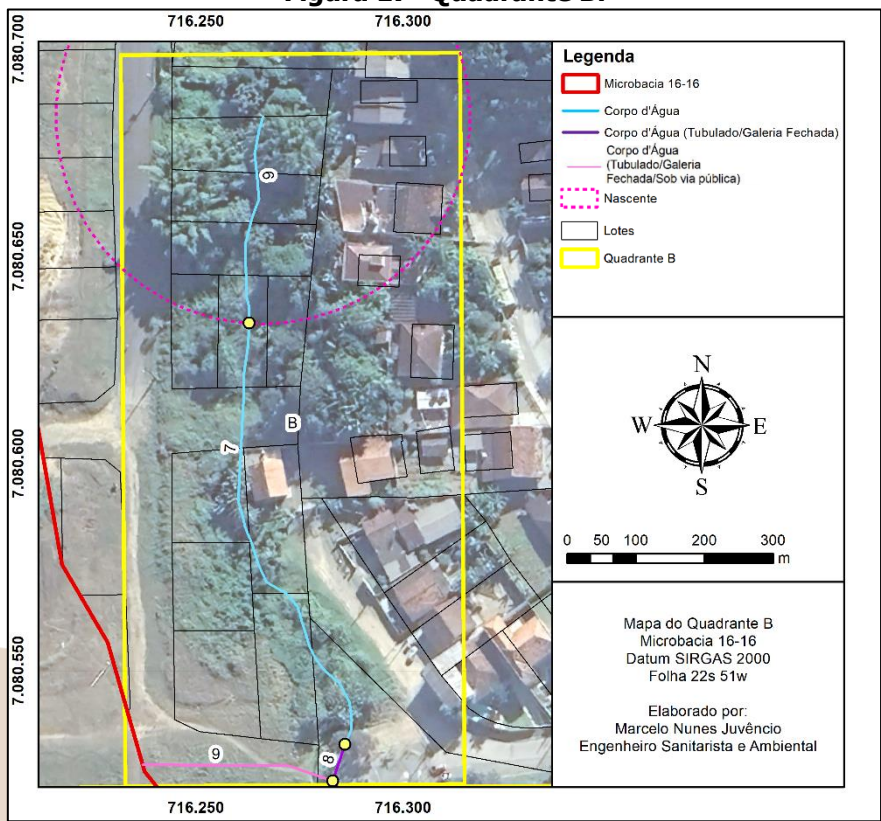 Figura 2. Quadrante B.
716.250 716.300
7.080.700
7.080.650
7.080.600
7.080.550
6
7
B
8
9
716.250 716.300
Legenda
Microbacia 16-16
Corpo d'Água
Corpo d'Água (Tubulado/Galeria Fechada)
Corpo d'Água
(Tubulado/Galeria
Fechada/Sob via pública)
Nascente
Lotes
Quadrante B
N
W E
S
0 50 100 200 300
m
Mapa do Quadrante B
Microbacia 16-16
Datum SIRGAS 2000
Folha 22s 51w
Elaborado por:
Marcelo Nunes Juvêncio
Engenheiro Sanitarista e Ambiental